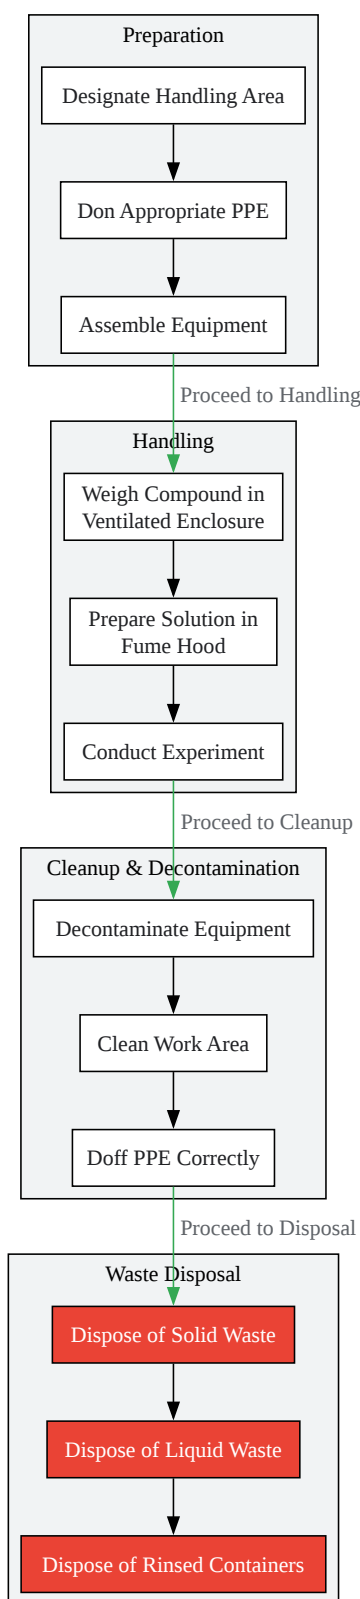 Preparation
Designate Handling Area
Don Appropriate PPE
Assemble Equipment
Proceed to Handling
Handling
Weigh Compound in
Ventilated Enclosure
Prepare Solution in
Fume Hood
Conduct Experiment
Proceed to Cleanup
Cleanup & Decontamination
Decontaminate Equipment
Clean Work Area
Doff PPE Correctly
Proceed to Disposal
Waste Disposal
Dispose of Solid Waste
Dispose of Liquid Waste
Dispose of Rinsed Containers